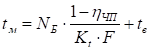 t_м = N_Б · (1 − η_ЧП) / (K_t · F) + t_в